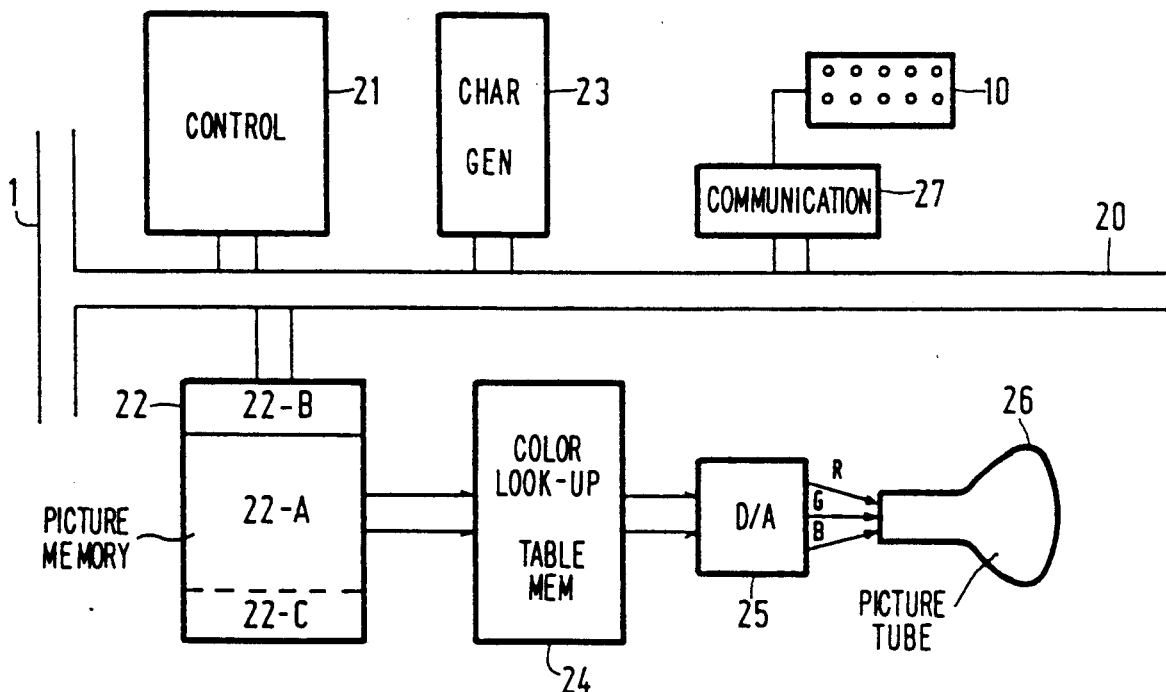 CONTROL
21
CHAR
GEN
23
10
COMMUNICATION
27
1
20
22
22-B
22-A
22-C
PICTURE
MEMORY
COLOR
LOOK-UP
TABLE
MEM
24
D/A
25
R
G
B
26
PICTURE
TUBE